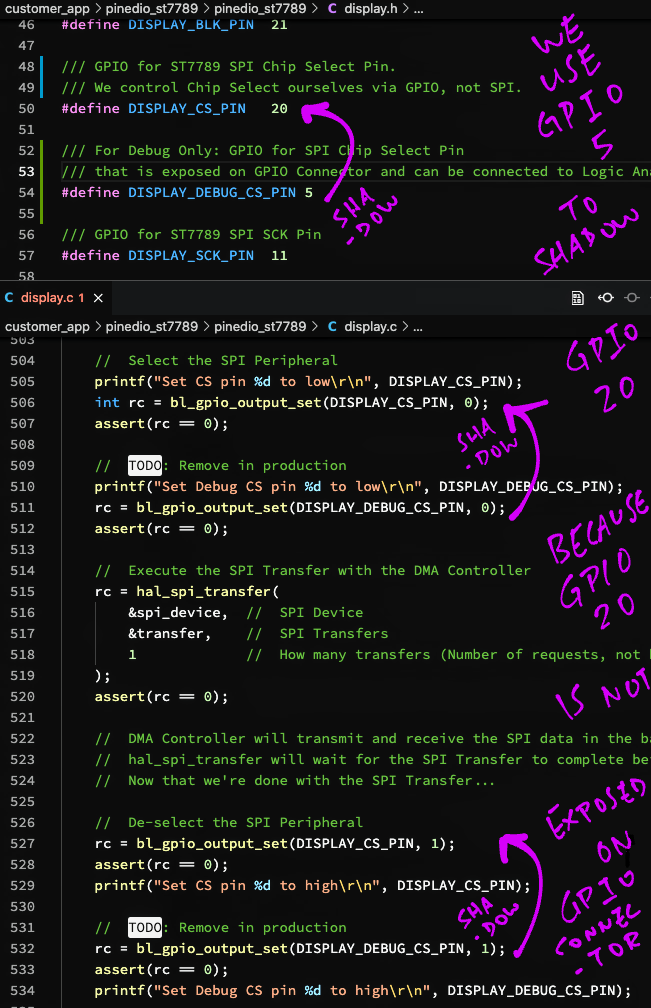 customer_app > pinedio_st7789 > pinedio_st7789 > C display.h > ...
46 #define DISPLAY_BLK_PIN 21
47
48 /// GPIO for ST7789 SPI Chip Select Pin.
49 /// We control Chip Select ourselves via GPIO, not SPI.
50 #define DISPLAY_CS_PIN 20
51
52 /// For Debug Only: GPIO for SPI Chip Select Pin
53 /// that is exposed on GPIO Connector and can be connected to Logic Ana
54 #define DISPLAY_DEBUG_CS_PIN 5
55
56 /// GPIO for ST7789 SPI SCK Pin
57 #define DISPLAY_SCK_PIN 11
58
SHA
-DOW
WE
USE
GPIO
5
TO
SHADOW
C display.c 1 ×
customer_app > pinedio_st7789 > pinedio_st7789 > C display.c > ...
503
504 // Select the SPI Peripheral
505 printf("Set CS pin %d to low\r\n", DISPLAY_CS_PIN);
506 int rc = bl_gpio_output_set(DISPLAY_CS_PIN, 0);
507 assert(rc == 0);
508
509 // TODO: Remove in production
510 printf("Set Debug CS pin %d to low\r\n", DISPLAY_DEBUG_CS_PIN);
511 rc = bl_gpio_output_set(DISPLAY_DEBUG_CS_PIN, 0);
512 assert(rc == 0);
513
514 // Execute the SPI Transfer with the DMA Controller
515 rc = hal_spi_transfer(
516 &spi_device, // SPI Device
517 &transfer, // SPI Transfers
518 1 // How many transfers (Number of requests, not
519 );
520 assert(rc == 0);
521
522 // DMA Controller will transmit and receive the SPI data in the ba
523 // hal_spi_transfer will wait for the SPI Transfer to complete be
524 // Now that we're done with the SPI Transfer...
525
526 // De-select the SPI Peripheral
527 rc = bl_gpio_output_set(DISPLAY_CS_PIN, 1);
528 assert(rc == 0);
529 printf("Set CS pin %d to high\r\n", DISPLAY_CS_PIN);
530
531 // TODO: Remove in production
532 rc = bl_gpio_output_set(DISPLAY_DEBUG_CS_PIN, 1);
533 assert(rc == 0);
534 printf("Set Debug CS pin %d to high\r\n", DISPLAY_DEBUG_CS_PIN);
SHA
-DOW
SHA
-DOW
GPIO
20
BECAUSE
GPIO
20
IS NOT
EXPOSED
ON
GPIO
CONNEC
-TOR